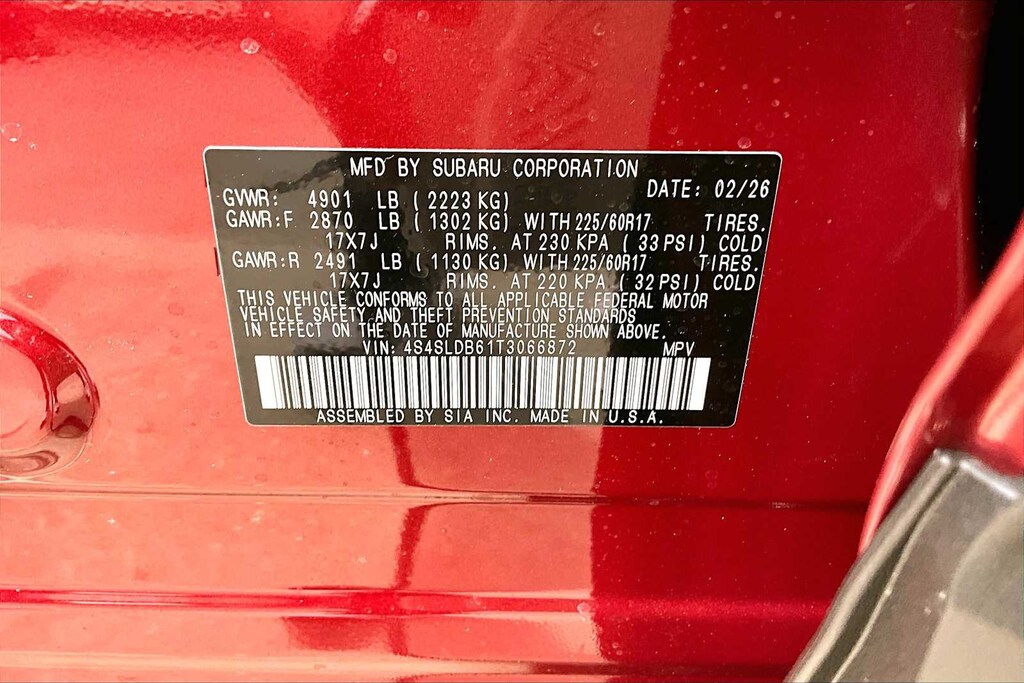 MFD BY SUBARU CORPORATION
DATE: 02/26
GVWR: 4901 LB (2223 KG)
GAWR:F 2870 LB (1302 KG) WITH 225/60R17 TIRES.
17X7J RIMS. AT 230 KPA (33 PSI) COLD
GAWR:R 2491 LB (1130 KG) WITH 225/60R17 TIRES.
17X7J RIMS. AT 220 KPA (32 PSI) COLD
THIS VEHICLE CONFORMS TO ALL APPLICABLE FEDERAL MOTOR
VEHICLE SAFETY AND THEFT PREVENTION STANDARDS
IN EFFECT ON THE DATE OF MANUFACTURE SHOWN ABOVE.
VIN: 4S4SLDB61T3066872 MPV
ASSEMBLED BY SIA INC. MADE IN U.S.A.